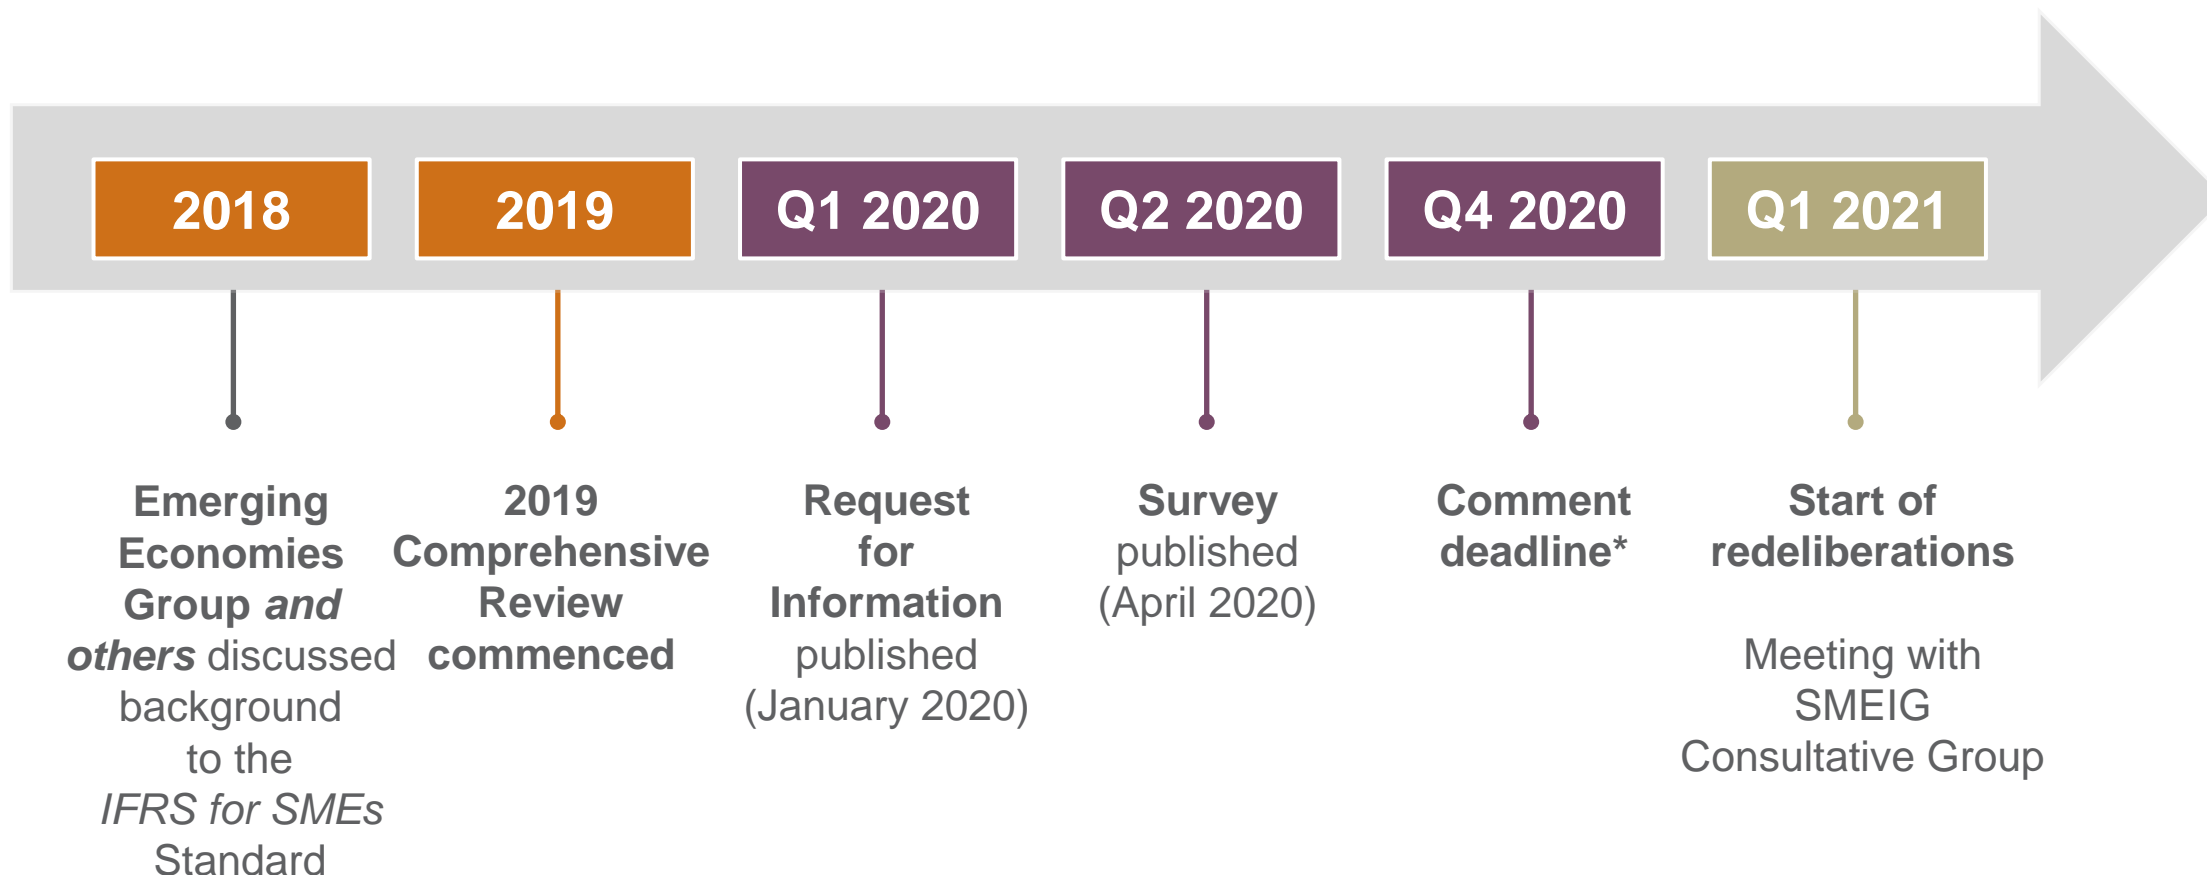 2018
2019
Q1 2020
Q2 2020
Q4 2020
Q1 2021
Emerging
Economies
Group and
others discussed
background
to the
IFRS for SMEs
Standard
2019
Comprehensive
Review
commenced
Request
for
Information
published
(January 2020)
Survey
published
(April 2020)
Comment
deadline*
Start of
redeliberations
Meeting with
SMEIG
Consultative Group